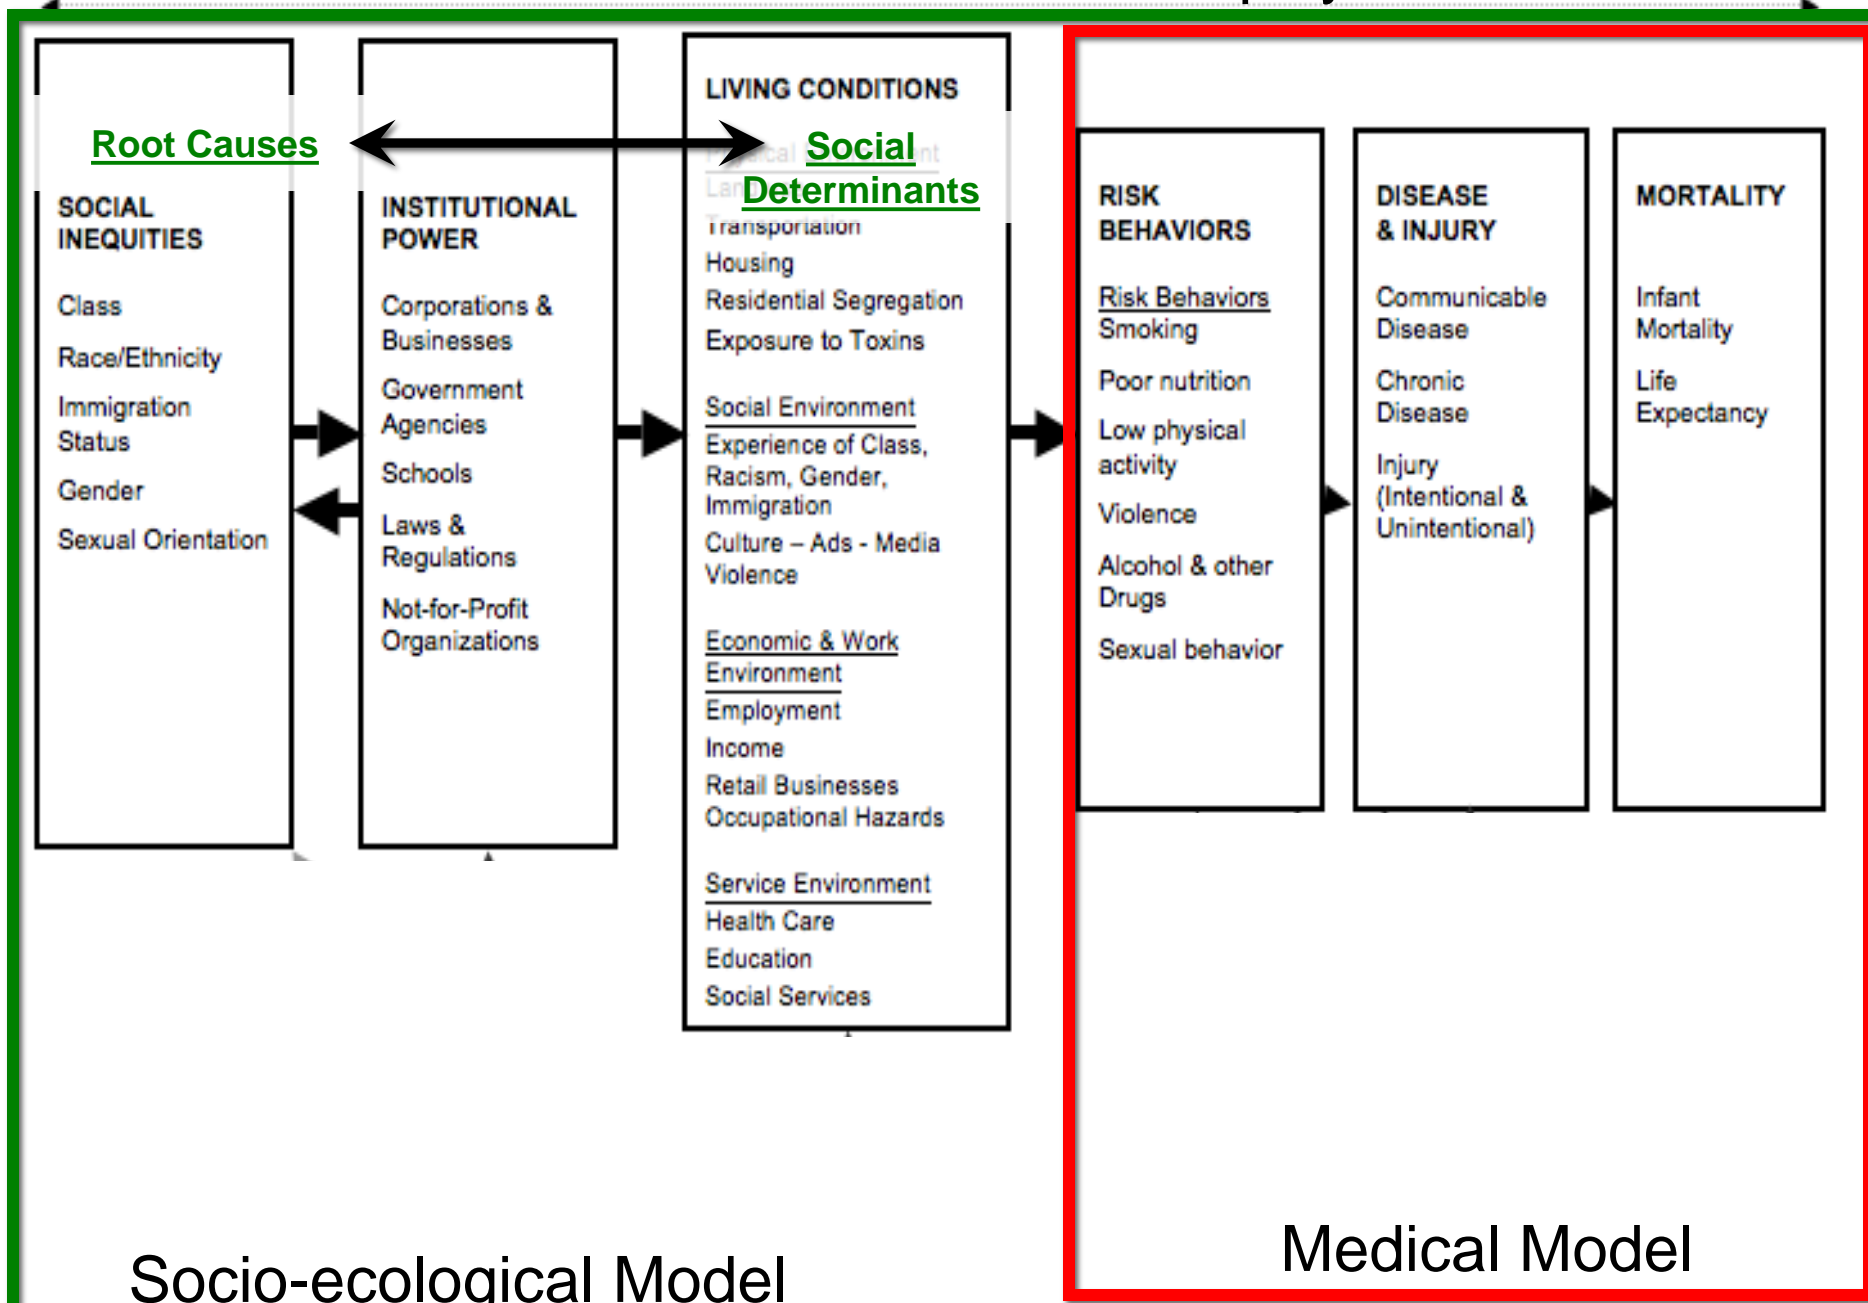 Root Causes
SOCIAL
INEQUITIES
Class
Race/Ethnicity
Immigration
Status
Gender
Sexual Orientation
INSTITUTIONAL
POWER
Corporations &
Businesses
Government
Agencies
Schools
Laws &
Regulations
Not-for-Profit
Organizations
LIVING CONDITIONS
Social
Determinants
Transportation
Housing
Residential Segregation
Exposure to Toxins
Social Environment
Experience of Class,
Racism, Gender,
Immigration
Culture – Ads - Media
Violence
Economic & Work
Environment
Employment
Income
Retail Businesses
Occupational Hazards
Service Environment
Health Care
Education
Social Services
RISK
BEHAVIORS
Risk Behaviors
Smoking
Poor nutrition
Low physical
activity
Violence
Alcohol & other
Drugs
Sexual behavior
DISEASE
& INJURY
Communicable
Disease
Chronic
Disease
Injury
(Intentional &
Unintentional)
MORTALITY
Infant
Mortality
Life
Expectancy
Socio-ecological Model
Medical Model